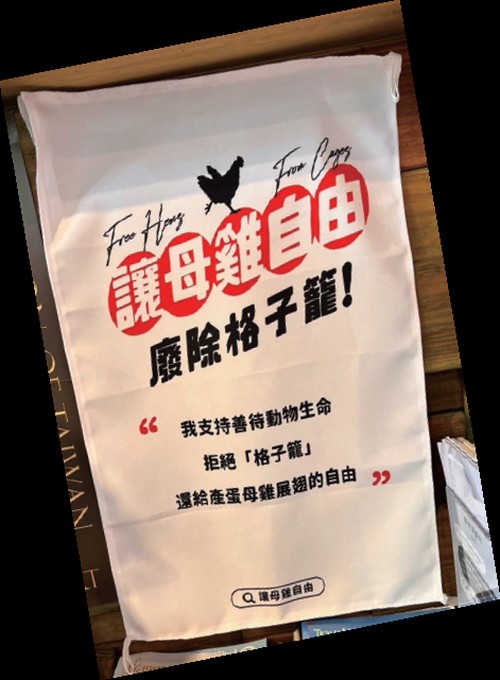 Free Hens From Cages
讓母雞自由
廢除格子籠!
“ 我支持善待動物生命
拒絕「格子籠」
還給產蛋母雞展翅的自由 ”
讓母雞自由
OF TAIWAN